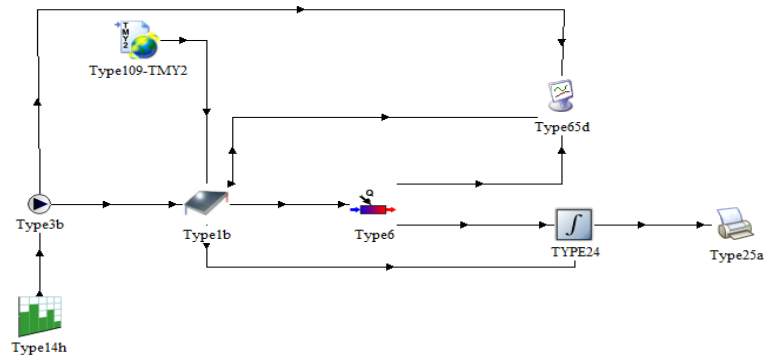 TMY2
Type109-TMY2
Type65d
Type3b
Type1b
Q
Type6
∫
TYPE24
Type25a
Type14h